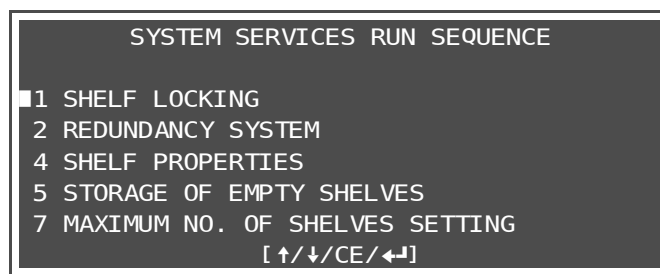 SYSTEM SERVICES RUN SEQUENCE
1 SHELF LOCKING
2 REDUNDANCY SYSTEM
4 SHELF PROPERTIES
5 STORAGE OF EMPTY SHELVES
7 MAXIMUM NO. OF SHELVES SETTING
[↑/↓/CE/↵]